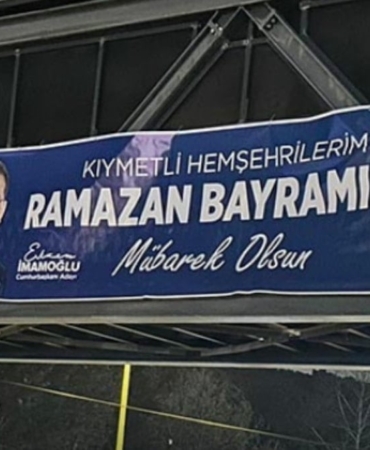 KIYMETLİ HEMŞEHRİLERİM
RAMAZAN BAYRAMI
Mübarek Olsun
Ekrem
İMAMOĞLU
Cumhurbaşkanı Adayı